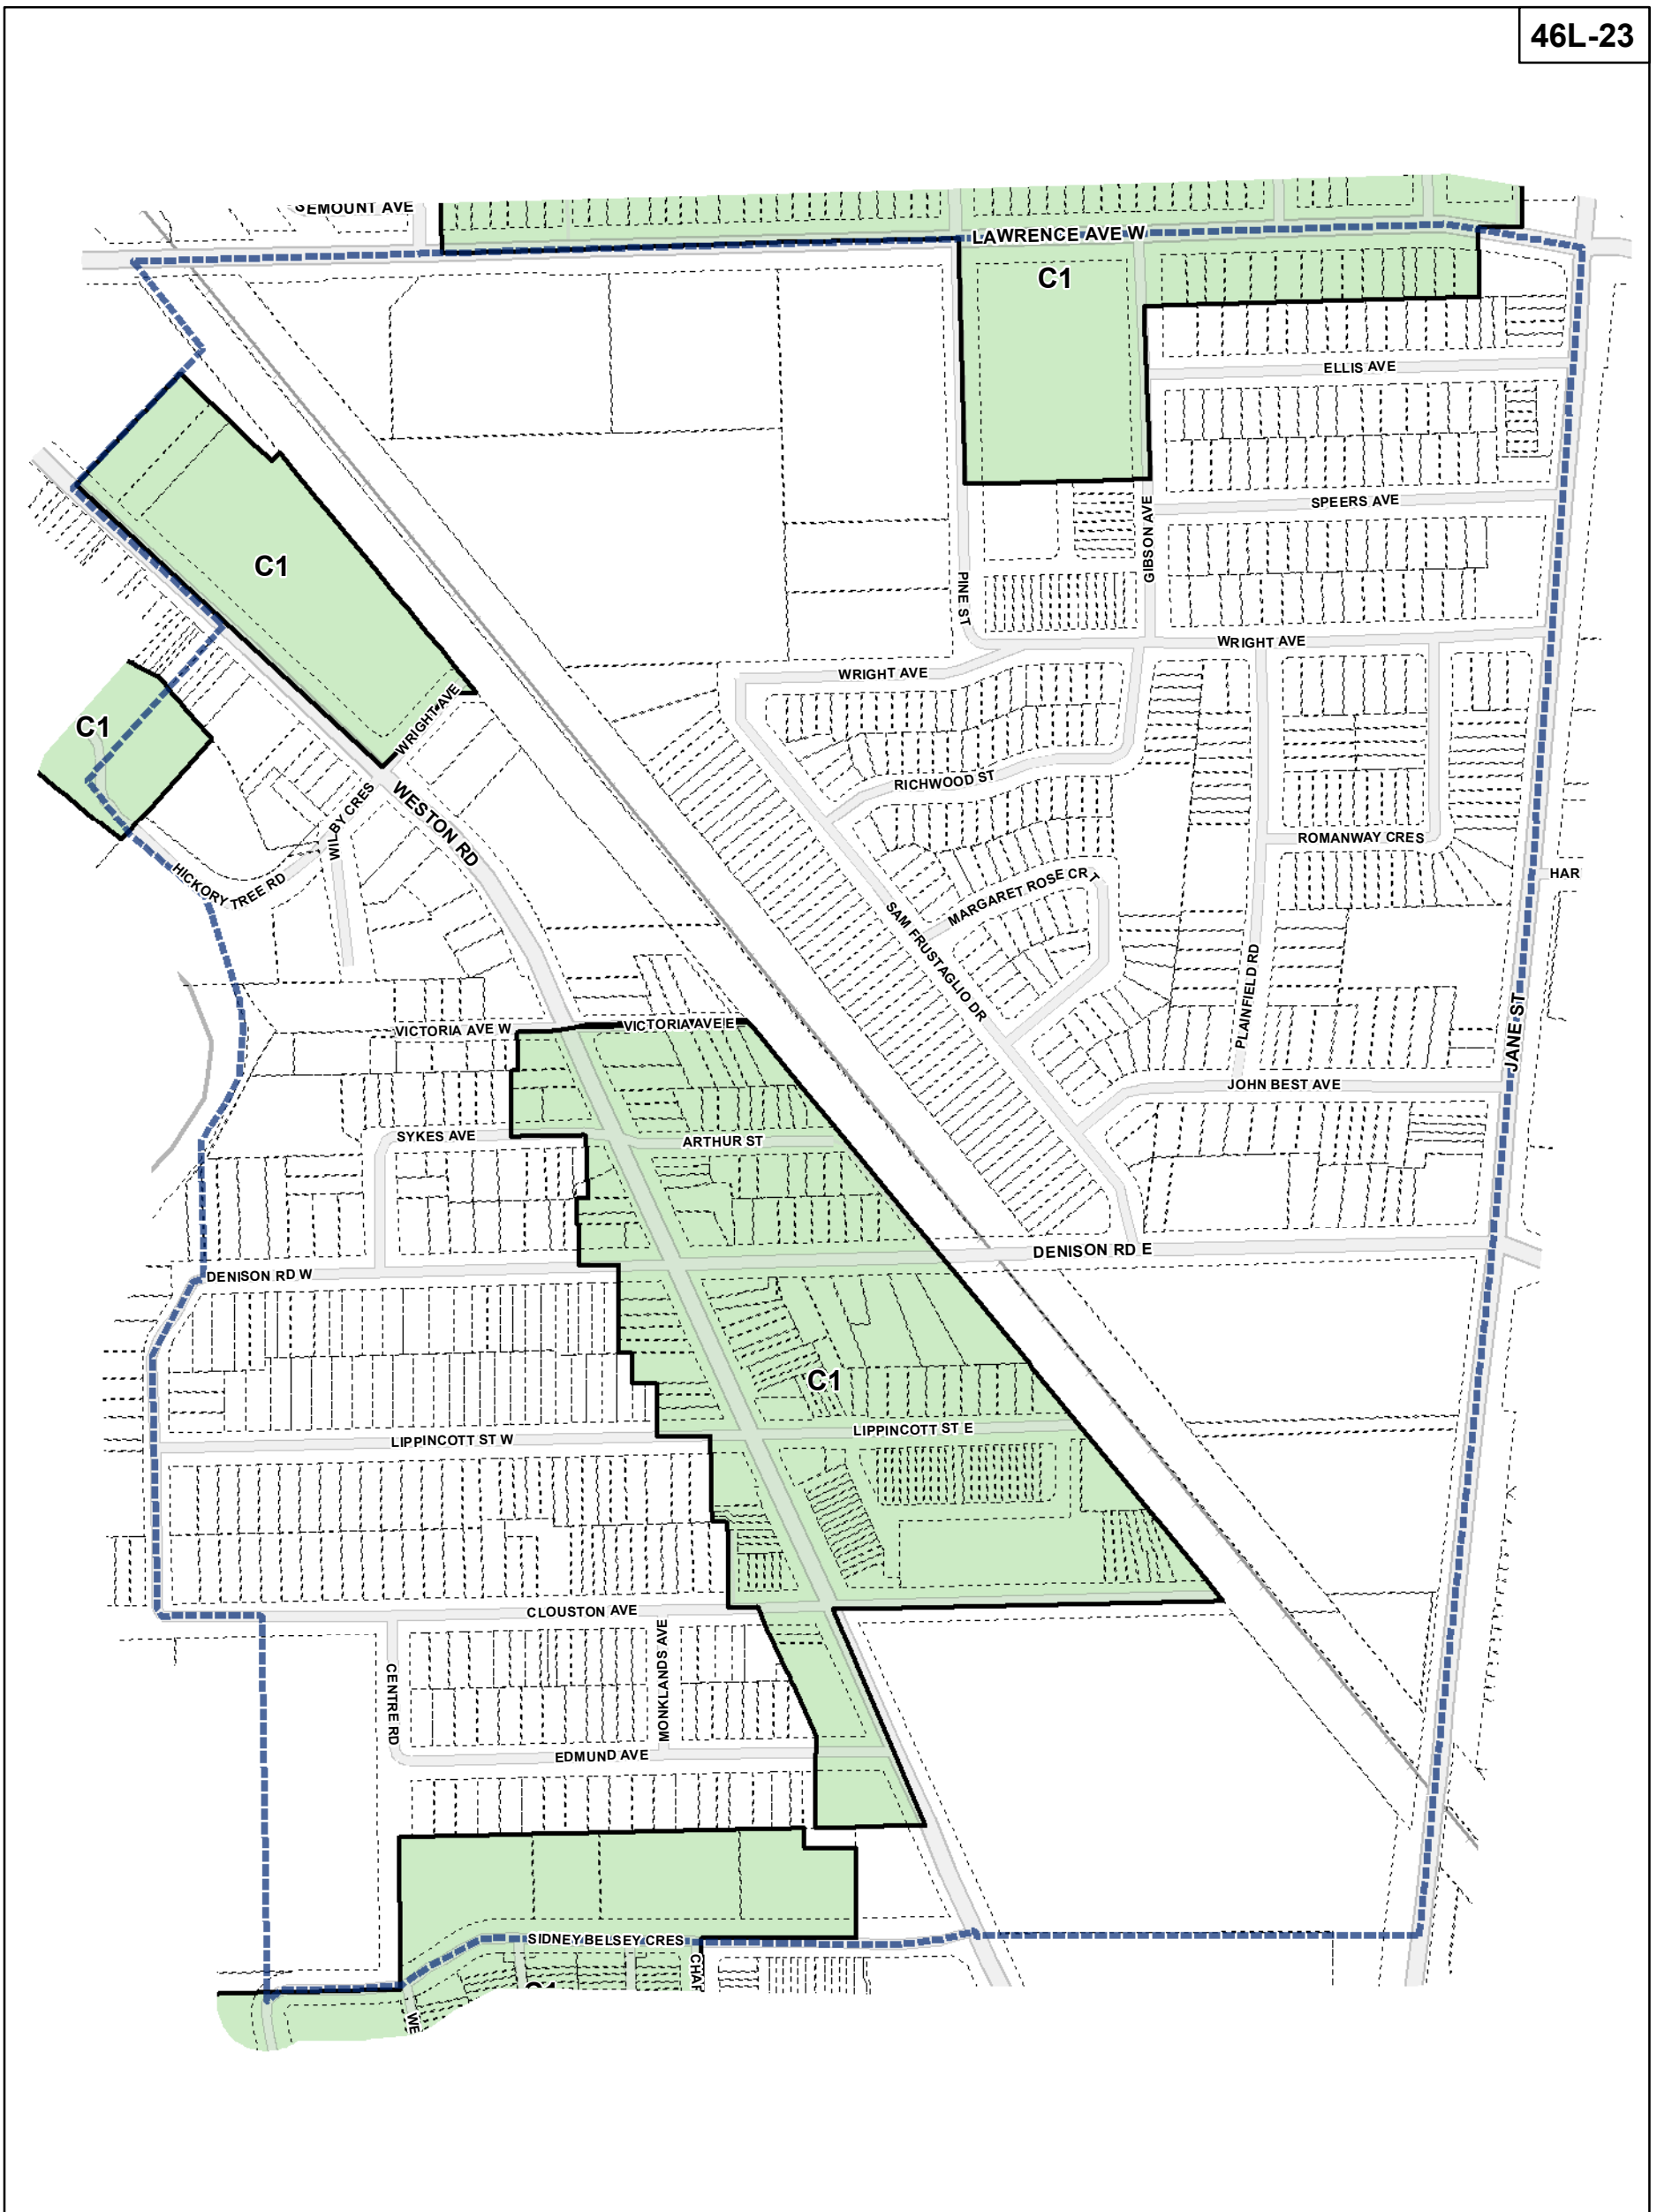 46L-23
LAWRENCE AVE W
C1
ELLIS AVE
SPEERS AVE
C1
GIBSON AVE
PINE ST
WRIGHT AVE
WRIGHT AVE
WRIGHT AVE
C1
RICHWOOD ST
WESTON RD
WILBY CRES
ROMANWAY CRES
HICKORY TREE RD
HAR
MARGARET ROSE CRT
SAM FRUSTAGLIO DR
PLAINFIELD RD
JANE ST
VICTORIA AVE W
VICTORIA AVE E
JOHN BEST AVE
SYKES AVE
ARTHUR ST
DENISON RD E
DENISON RD W
C1
LIPPINCOTT ST E
LIPPINCOTT ST W
CLOUSTON AVE
CENTRE RD
MONKLANDS AVE
EDMUND AVE
SIDNEY BELSEY CRES
WE